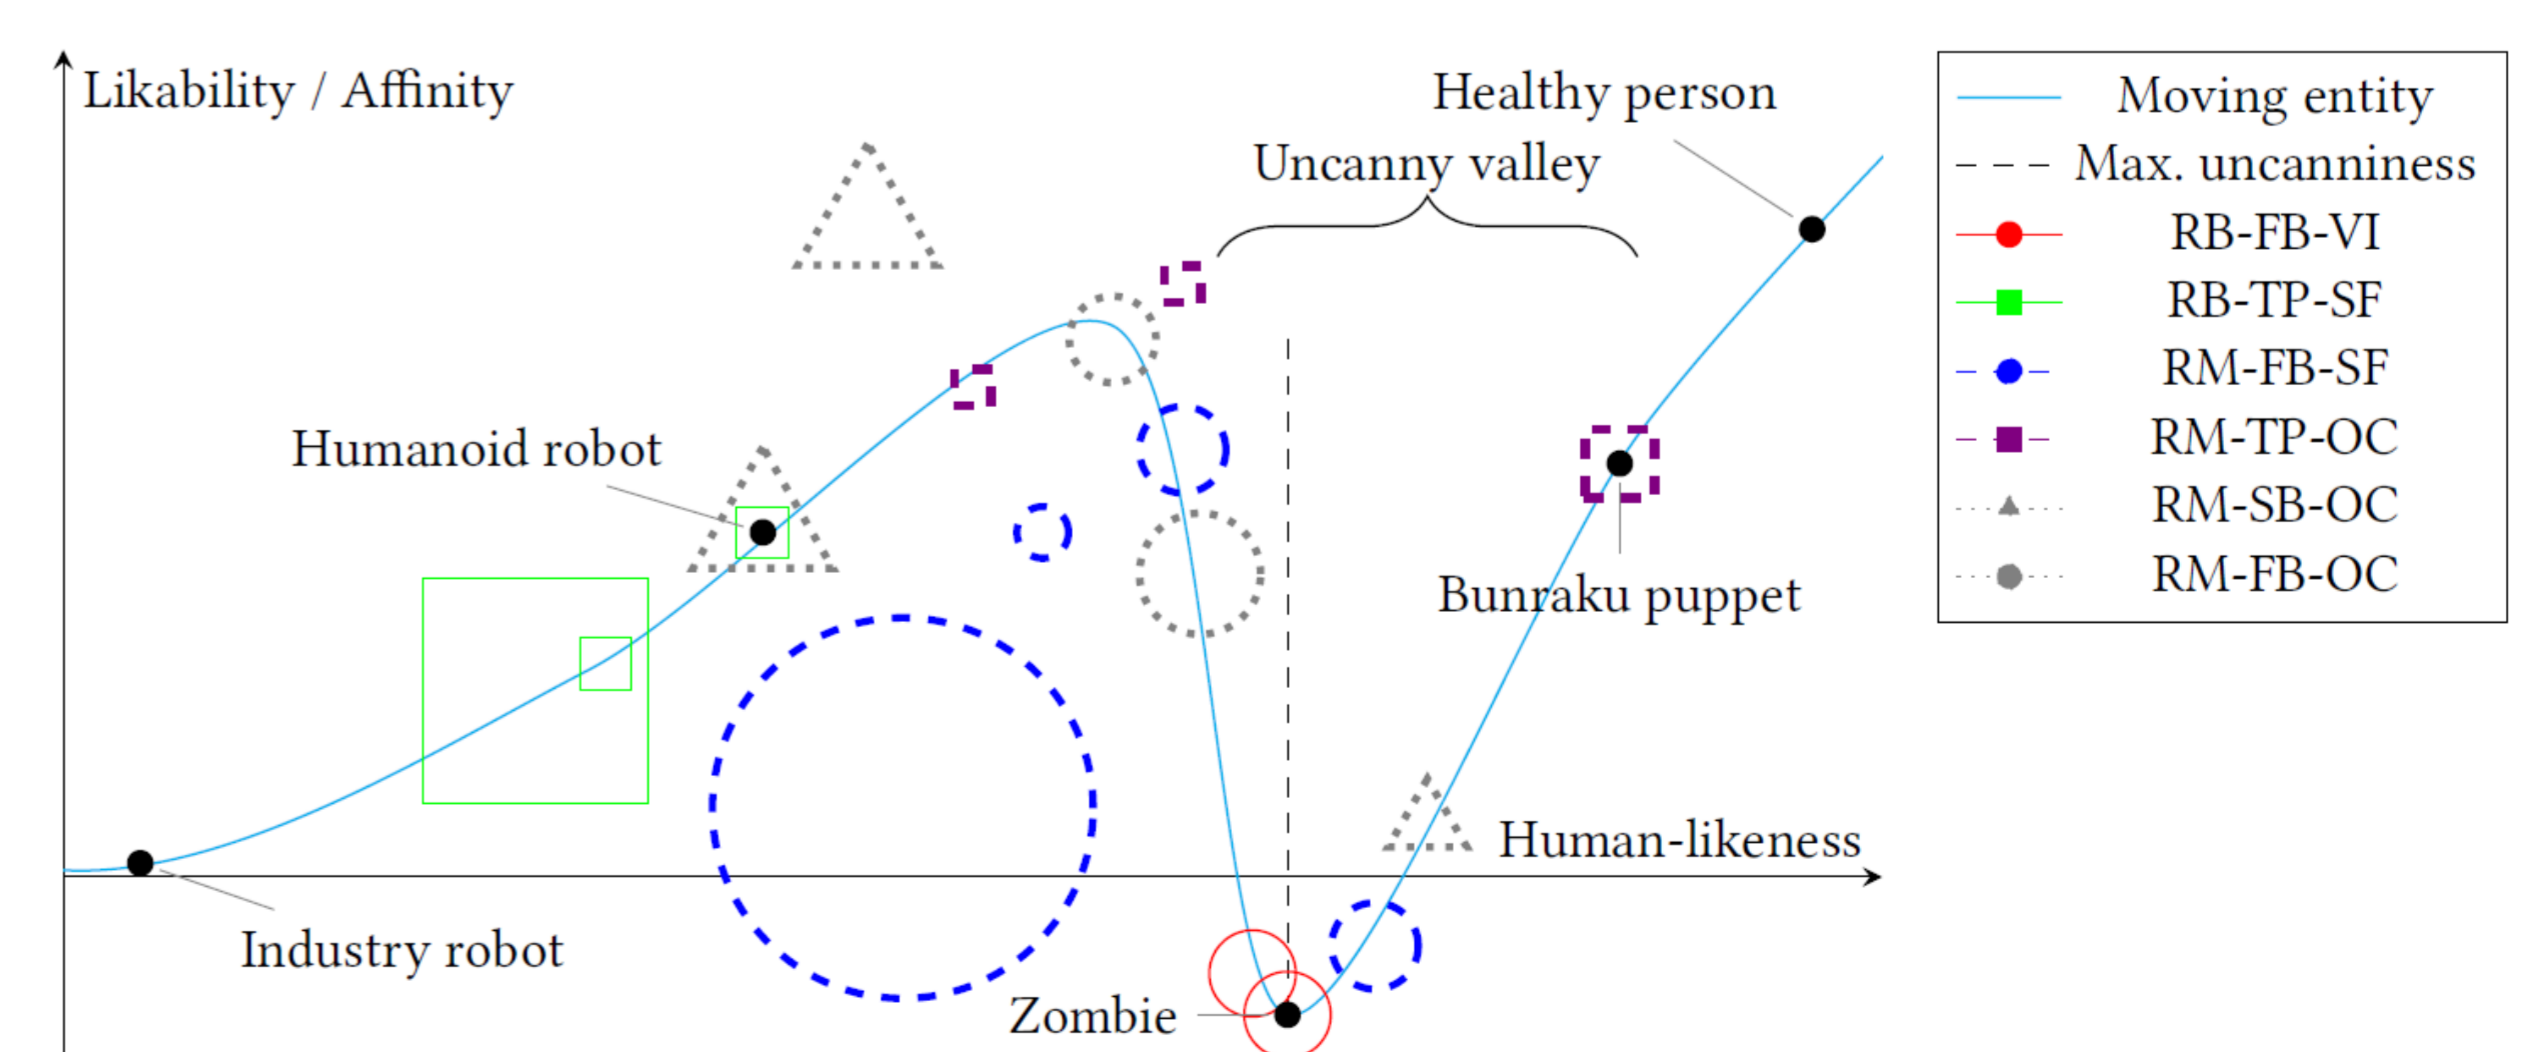 Likability / Affinity
Healthy person
Uncanny valley
Humanoid robot
Bunraku puppet
Human-likeness
Industry robot
Zombie
Moving entity
Max. uncanniness
RB-FB-VI
RB-TP-SF
RM-FB-SF
RM-TP-OC
RM-SB-OC
RM-FB-OC